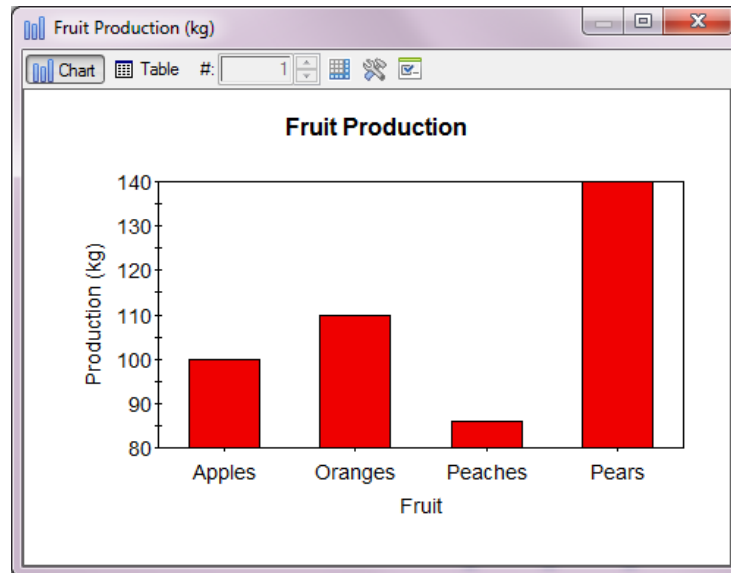 Fruit Production (kg)
Chart Table #: 1
Fruit Production
Production (kg)
140
130
120
110
100
90
80
Apples Oranges Peaches Pears
Fruit